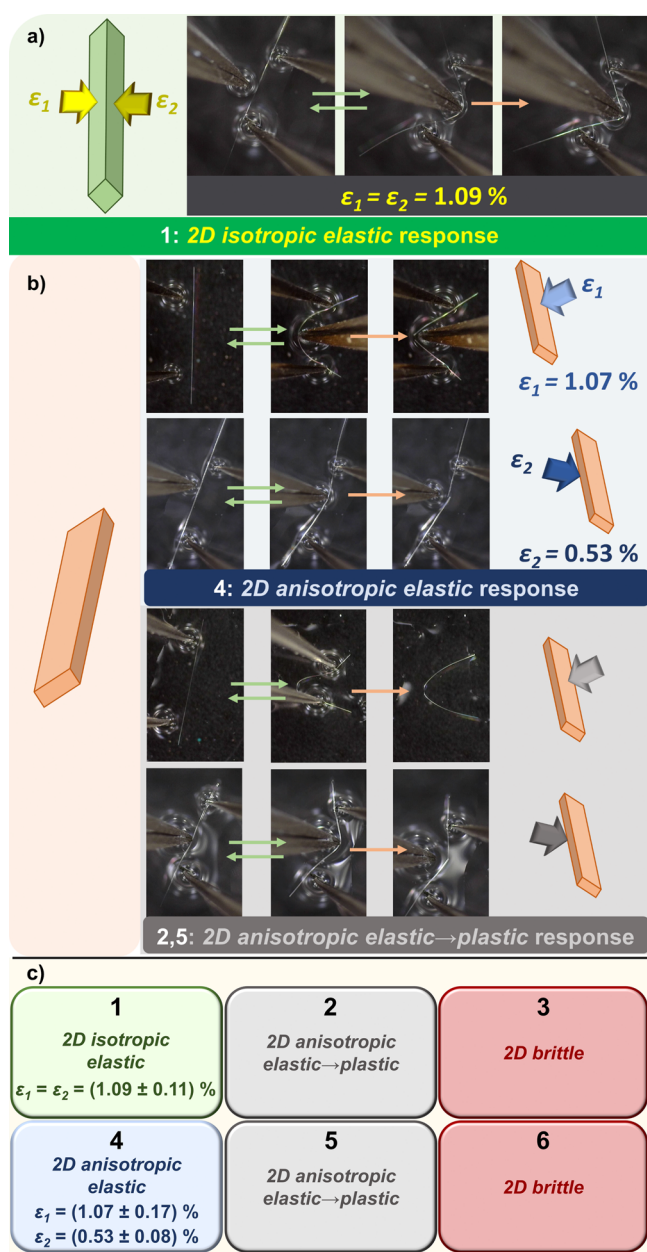 a)
ε1
ε2
ε1 = ε2 = 1.09 %
1: 2D isotropic elastic response
b)
ε1
ε1 = 1.07 %
ε2
ε2 = 0.53 %
4: 2D anisotropic elastic response
2,5: 2D anisotropic elastic→plastic response
c)
1
2D isotropic
elastic
ε1 = ε2 = (1.09 ± 0.11) %
2
2D anisotropic
elastic→plastic
3
2D brittle
4
2D anisotropic
elastic
ε1 = (1.07 ± 0.17) %
ε2 = (0.53 ± 0.08) %
5
2D anisotropic
elastic→plastic
6
2D brittle